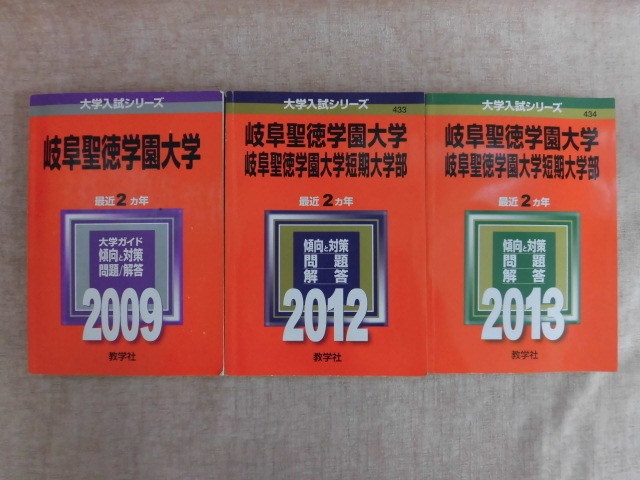 大学入試シリーズ
岐阜聖徳学園大学
最近2ヵ年
大学ガイド
傾向と対策
問題/解答
2009
教学社
大学入試シリーズ
433
岐阜聖徳学園大学
岐阜聖徳学園大学短期大学部
最近2ヵ年
傾向と対策
問題
解答
2012
教学社
大学入試シリーズ
434
岐阜聖徳学園大学
岐阜聖徳学園大学短期大学部
最近2ヵ年
傾向と対策
問題
解答
2013
教学社